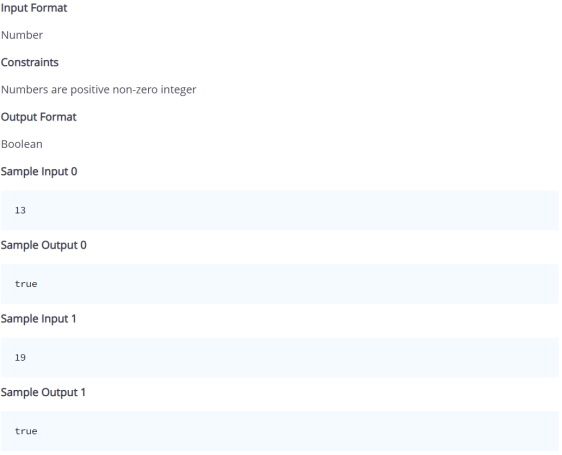 Input Format
Number
Constraints
Numbers are positive non-zero integer
Output Format
Boolean
Sample Input 0
13
Sample Output 0
true
Sample Input 1
19
Sample Output 1
true